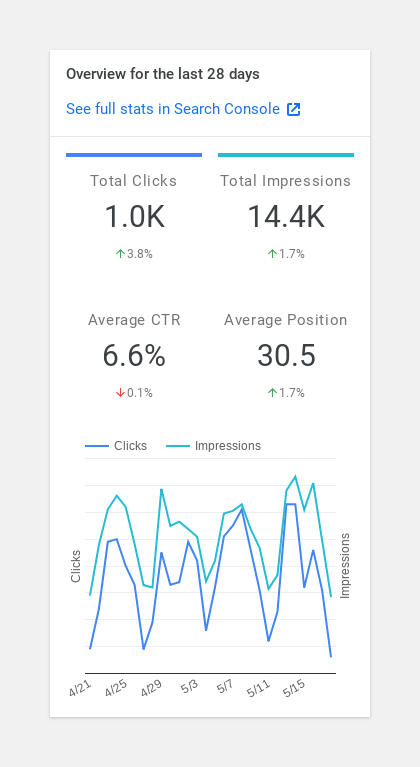 Overview for the last 28 days
See full stats in Search Console
Total Clicks
1.0K
3.8%
Total Impressions
14.4K
1.7%
Average CTR
6.6%
0.1%
Average Position
30.5
1.7%
Clicks Impressions
Clicks
Impressions
4/21 4/25 4/29 5/3 5/7 5/11 5/15